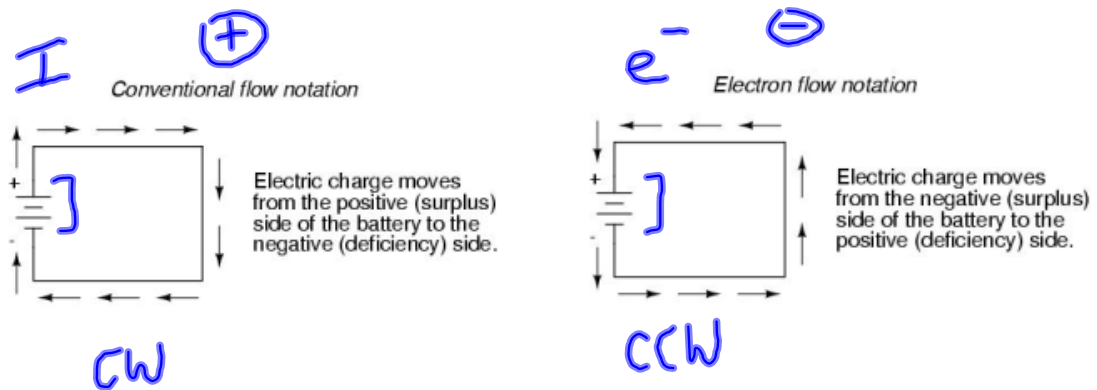 I ⊕
Conventional flow notation
+
-
Electric charge moves
from the positive (surplus)
side of the battery to the
negative (deficiency) side.
CW
e⁻ ⊖
Electron flow notation
+
-
Electric charge moves
from the negative (surplus)
side of the battery to the
positive (deficiency) side.
CCW